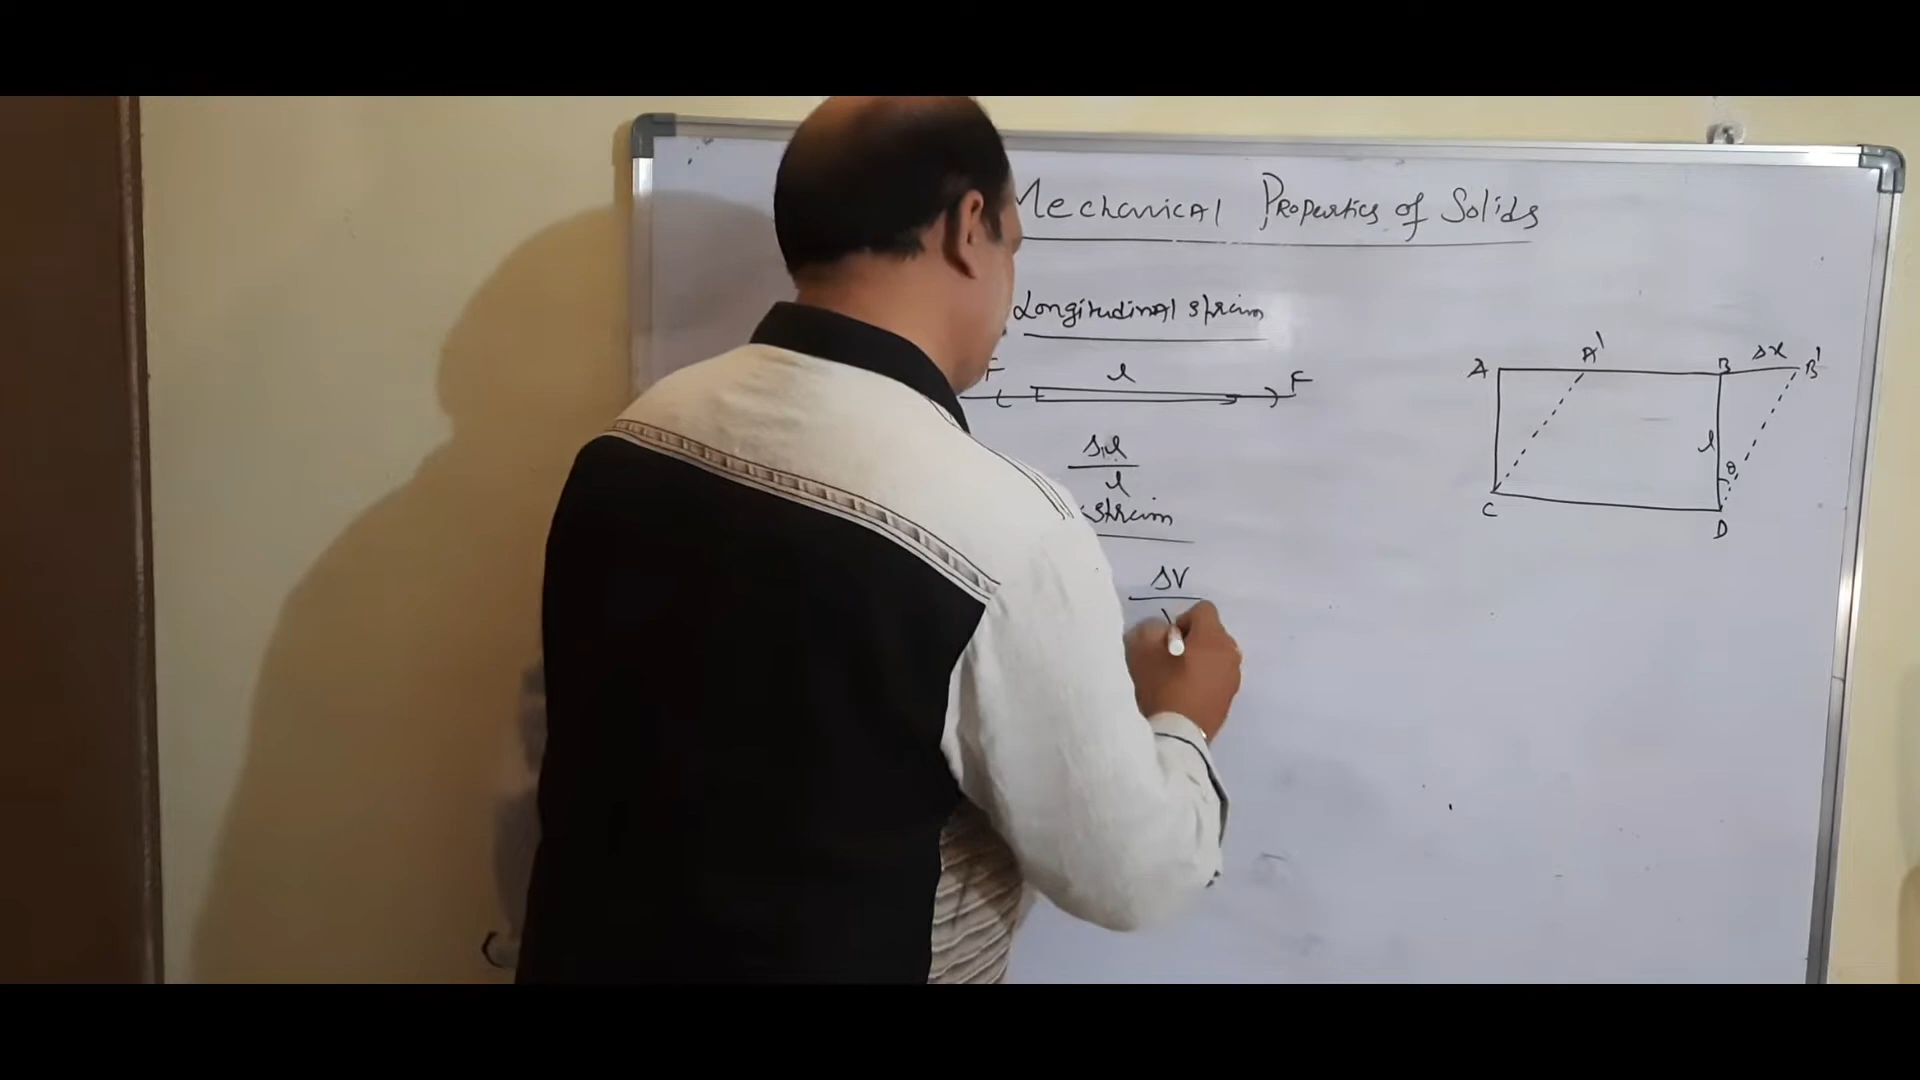 Mechanical Properties of Solids
Longitudinal strain
F l F
Δl
l
strain
ΔV
A A' B Δx B'
l
θ
C D